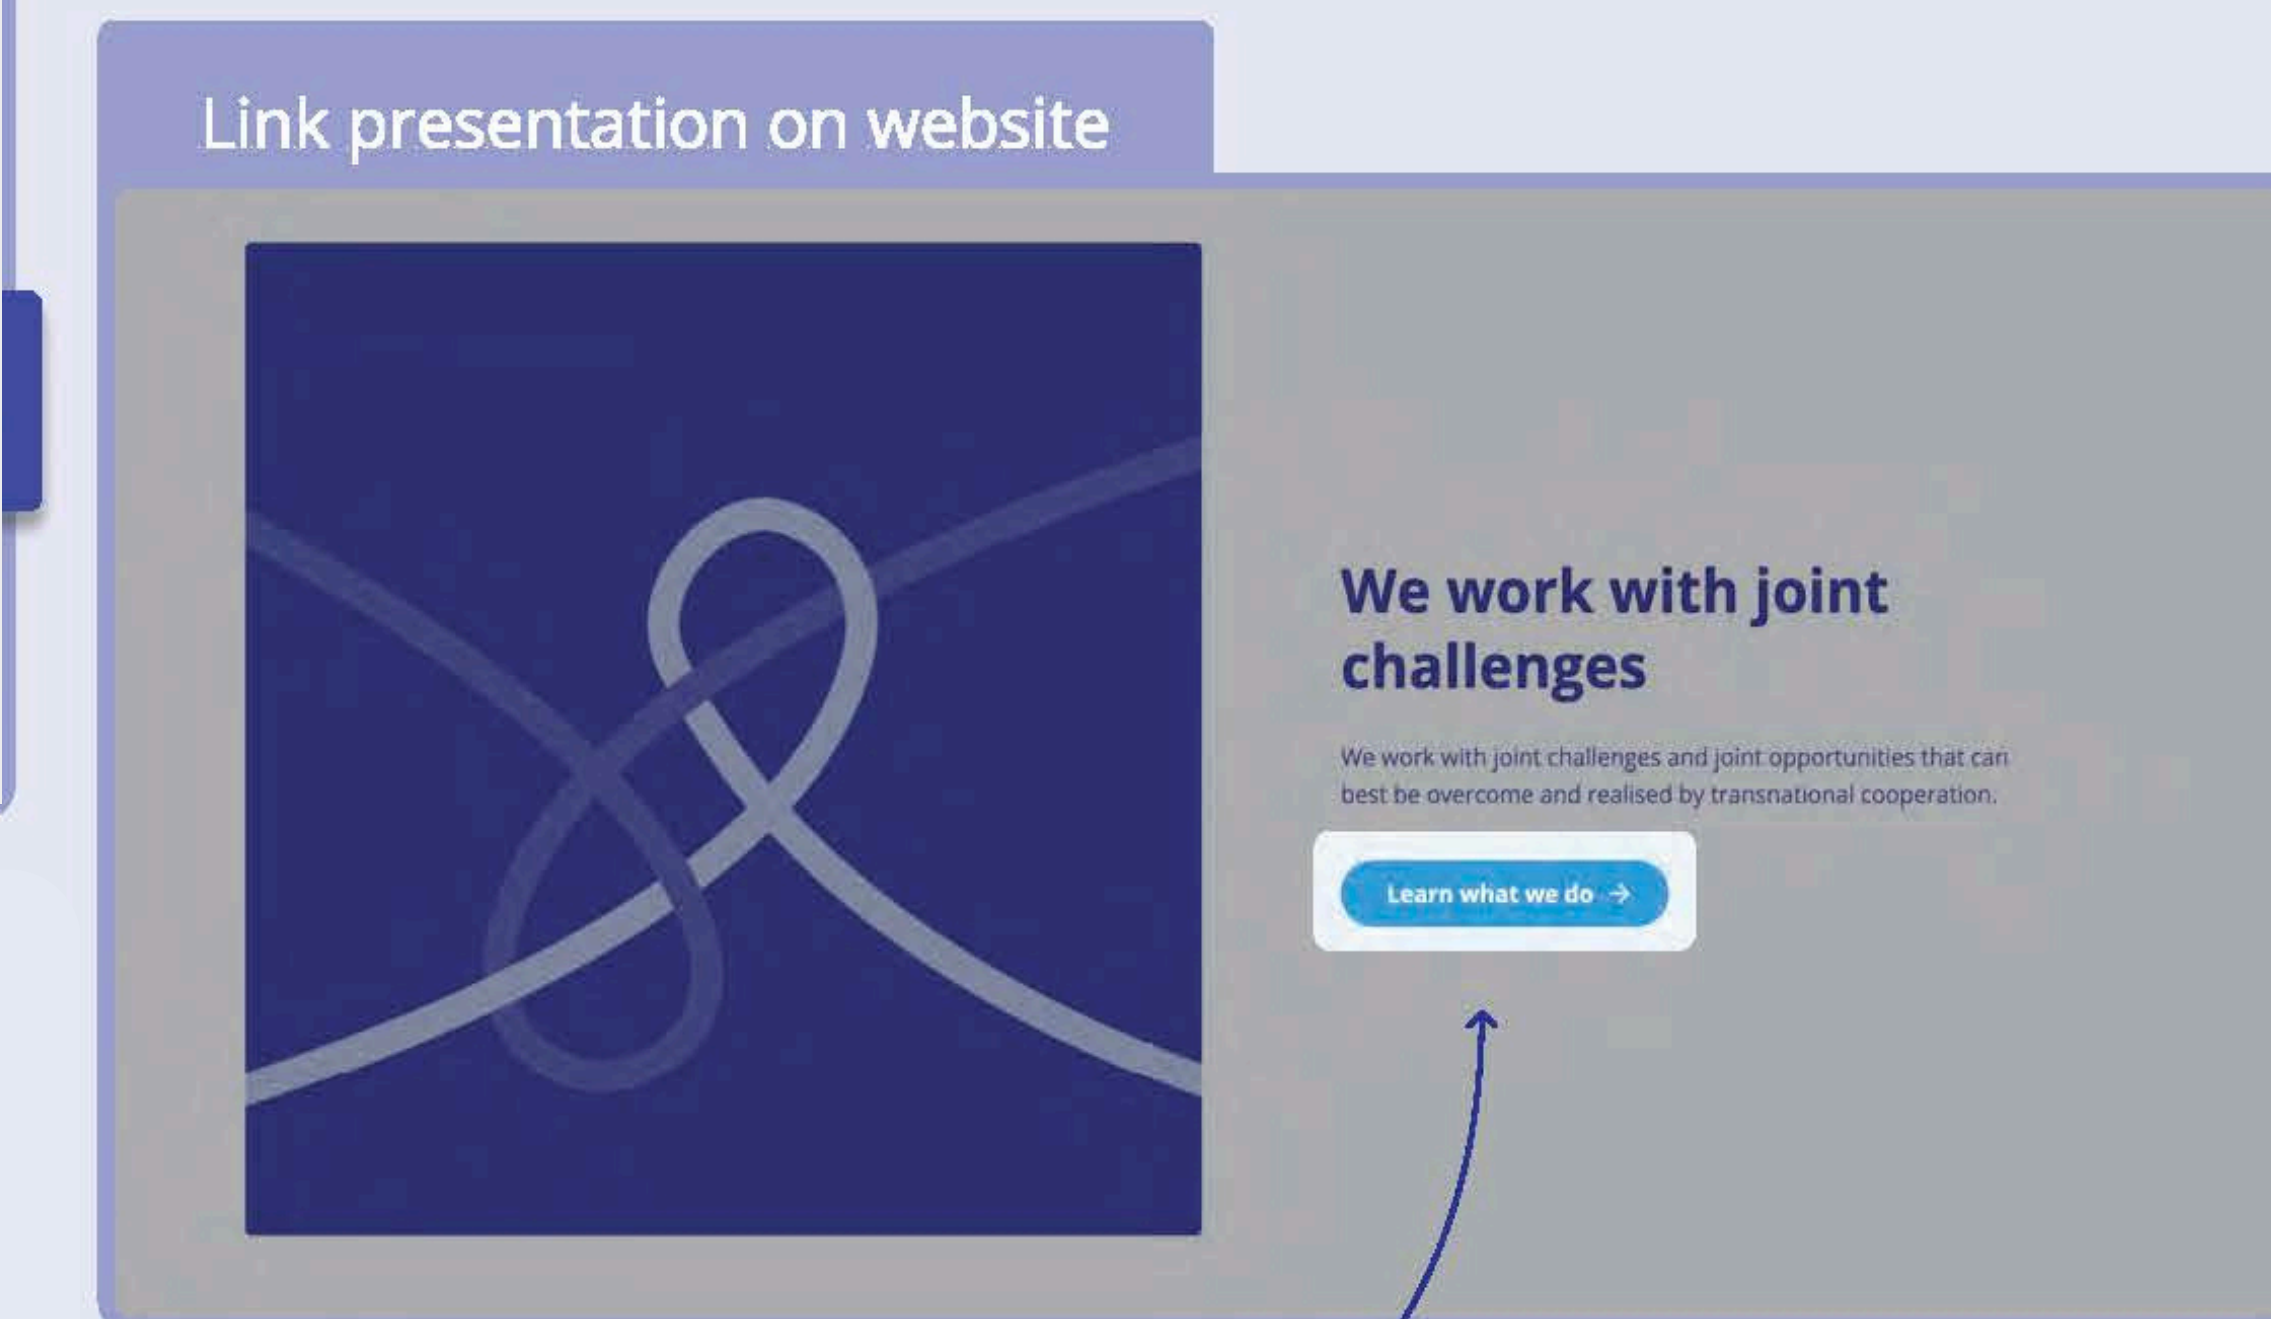 Link presentation on website
We work with joint
challenges
We work with joint challenges and joint opportunities that can
best be overcome and realised by transnational cooperation.
Learn what we do →